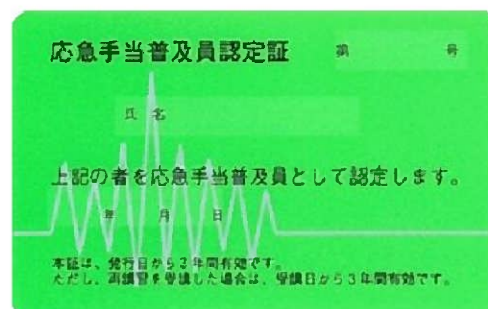 応急手当普及員認定証 第 号
氏 名
上記の者を応急手当普及員として認定します。
年 月 日
本証は、発行日から3年間有効です。
ただし、再講習を受講した場合は、受講日から3年間有効です。